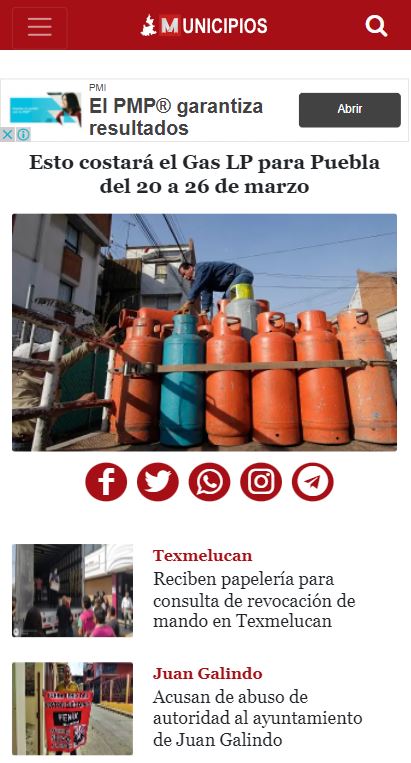 MUNICIPIOS
PMI
El PMP® garantiza
resultados
Abrir
Esto costará el Gas LP para Puebla
del 20 a 26 de marzo
Texmelucan
Reciben papelería para
consulta de revocación de
mando en Texmelucan
Juan Galindo
FENIX
Acusan de abuso de
autoridad al ayuntamiento
de Juan Galindo